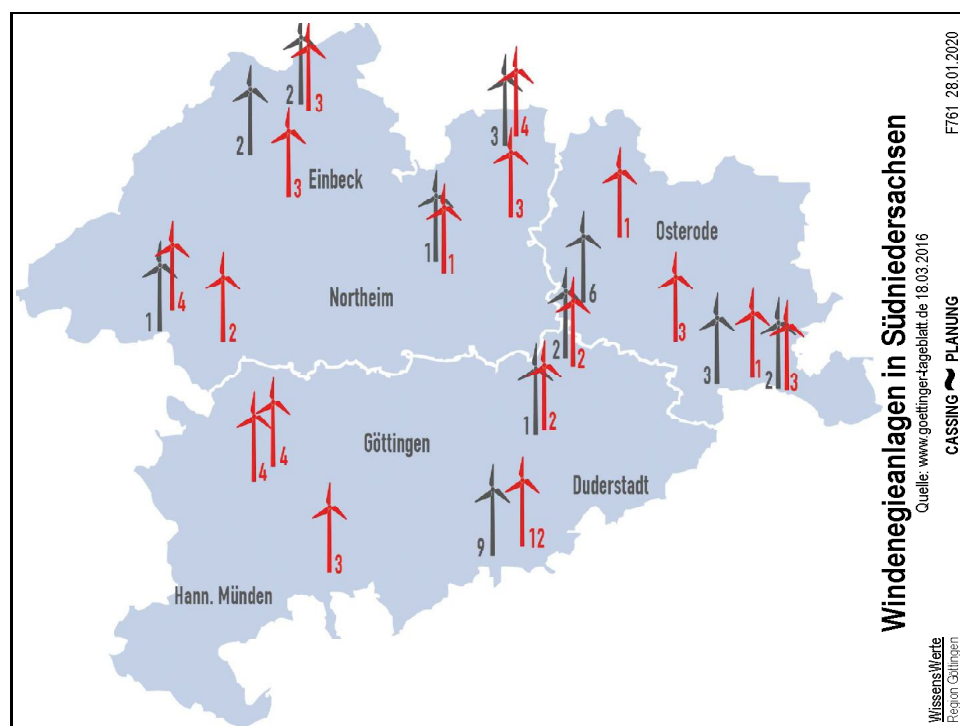 2
3
2
3
4
3
Einbeck
3
1
1
Osterode
1
4
1
2
Northeim
6
2
2
3
3
1
2
3
4
4
Göttingen
1
2
Duderstadt
3
9
12
Hann. Münden
Windenegieanlagen in Südniedersachsen
Quelle: www.goettinger-tageblatt.de 18.03.2016
CASSING ~ PLANUNG
F761 28.01.2020
WissensWerte
Region Göttingen